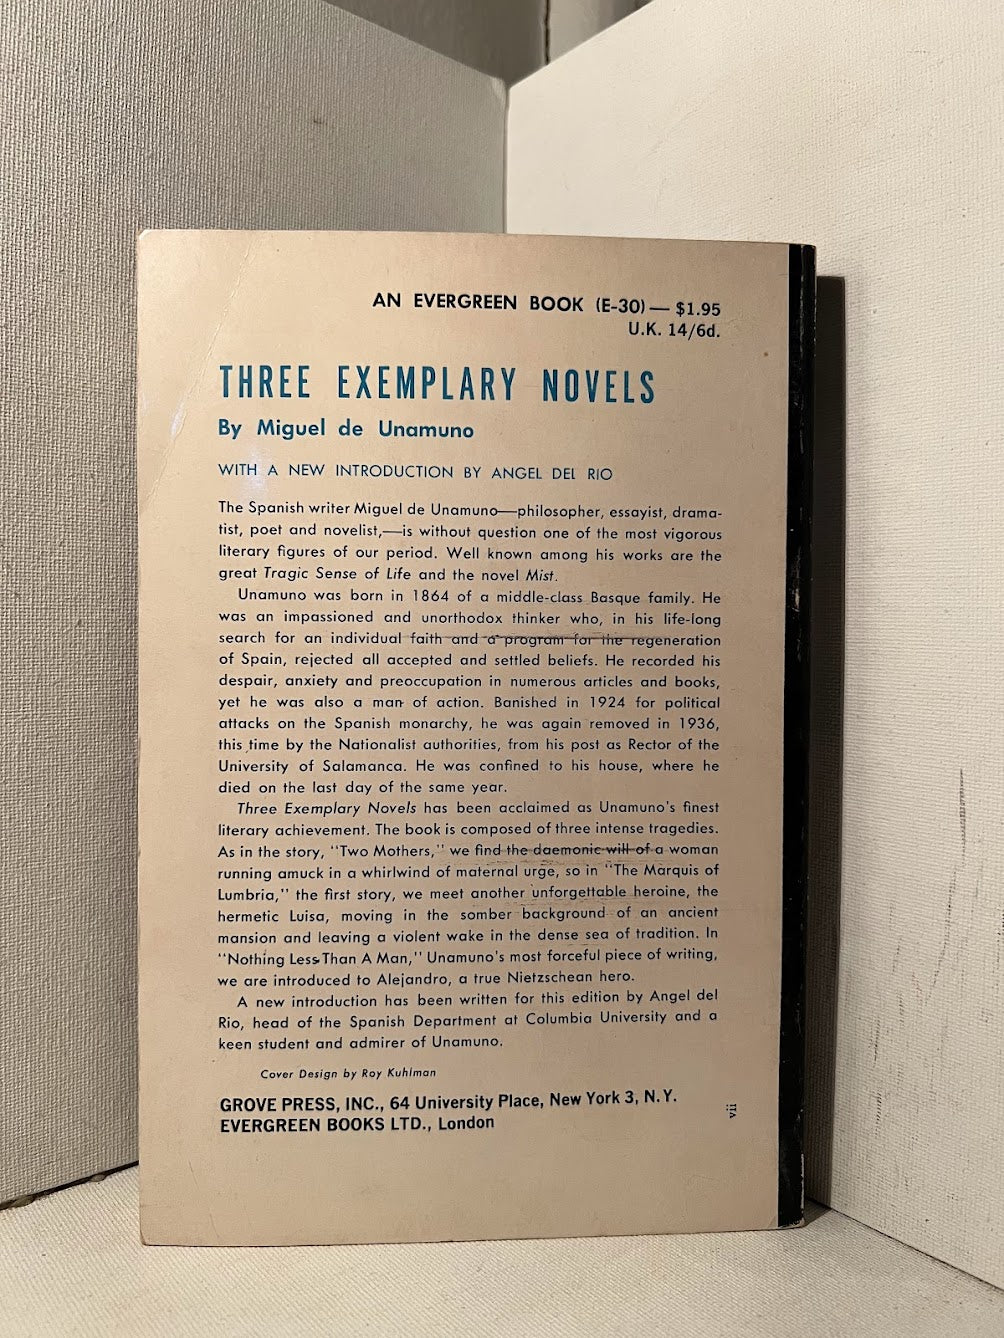 AN EVERGREEN BOOK (E-30) — $1.95
U.K. 14/6d.
THREE EXEMPLARY NOVELS
By Miguel de Unamuno
WITH A NEW INTRODUCTION BY ANGEL DEL RIO
The Spanish writer Miguel de Unamuno—philosopher, essayist, drama-
tist, poet and novelist,—is without question one of the most vigorous
literary figures of our period. Well known among his works are the
great Tragic Sense of Life and the novel Mist.
Unamuno was born in 1864 of a middle-class Basque family. He
was an impassioned and unorthodox thinker who, in his life-long
search for an individual faith and a program for the regeneration
of Spain, rejected all accepted and settled beliefs. He recorded his
despair, anxiety and preoccupation in numerous articles and books,
yet he was also a man of action. Banished in 1924 for political
attacks on the Spanish monarchy, he was again removed in 1936,
this time by the Nationalist authorities, from his post as Rector of the
University of Salamanca. He was confined to his house, where he
died on the last day of the same year.
Three Exemplary Novels has been acclaimed as Unamuno's finest
literary achievement. The book is composed of three intense tragedies.
As in the story, "Two Mothers," we find the daemonic will of a woman
running amuck in a whirlwind of maternal urge, so in "The Marquis of
Lumbria," the first story, we meet another unforgettable heroine, the
hermetic Luisa, moving in the somber background of an ancient
mansion and leaving a violent wake in the dense sea of tradition. In
"Nothing Less Than A Man," Unamuno's most forceful piece of writing,
we are introduced to Alejandro, a true Nietzschean hero.
A new introduction has been written for this edition by Angel del
Rio, head of the Spanish Department at Columbia University and a
keen student and admirer of Unamuno.
Cover Design by Roy Kuhlman
GROVE PRESS, INC., 64 University Place, New York 3, N.Y.
EVERGREEN BOOKS LTD., London
vii